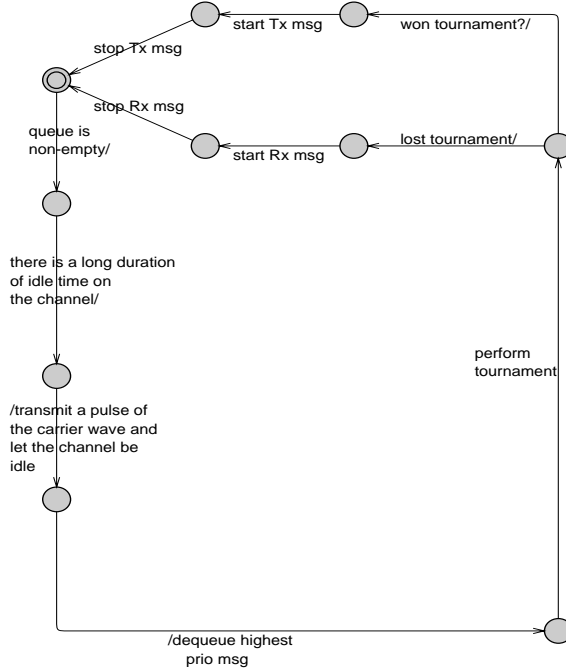 start Tx msg
won tournament?/
stop Tx msg
stop Rx msg
queue is
non-empty/
lost tournament/
start Rx msg
there is a long duration
of idle time on
the channel/
perform
tournament
/transmit a pulse of
the carrier wave and
let the channel be
idle
/dequeue highest
prio msg